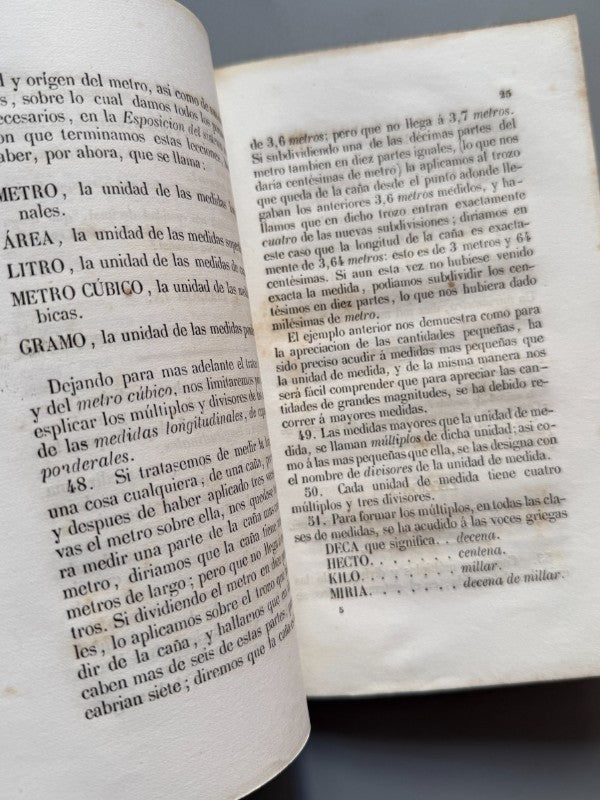 l y origen del metro, asi como de
s, sobre lo cual damos todos los
necesarios, en la Esposicion del
on que terminamos estas lecciones
aber, por ahora, que se llama:
METRO, la unidad de las medidas
nales.
ÁREA, la unidad de las medidas
LITRO, la unidad de las medidas de
METRO CÚBICO, la unidad de las
bicas.
GRAMO, la unidad de las medidas
Dejando para mas adelante el
y del metro cúbico, nos limitaremos
esplicar los múltiplos y divisores de
de las medidas longitudinales, de
ponderales.
48. Si tratasemos de medir la
una cosa cualquiera; de una caña, por
y despues de haber aplicado tres
vas el metro sobre ella, nos
ra medir una parte de la caña
metro, diriamos que la caña tiene
metros de largo; pero que no llega
tros. Si dividiendo el metro en
les, lo aplicamos sobre el trozo que
dir de la caña, y hallamos que
caben mas de seis de estas partes,
cabrian siete; diremos que la caña
25
de 3,6 metros; pero que no llega á 3,7 metros.
Si subdividiendo una de las décimas partes del
metro tambien en diez partes iguales, (lo que nos
daria centésimas de metro) la aplicamos al trozo
que queda de la caña desde el punto adonde lle-
gaban los anteriores 3,6 metros medidos, y ha-
llamos que en dicho trozo entran exactamente
cuatro de las nuevas subdivisiones; diriamos en
este caso que la longitud de la caña es exacta-
mente de 3,64 metros: esto es de 3 metros y 64
centésimas. Si aun esta vez no hubiese venido
exacta la medida, podiamos subdividir los cen-
tésimos en diez partes, lo que nos hubiera dado
milésimas de metro.
El ejemplo anterior nos demuestra como para
la apreciacion de las cantidades pequeñas, ha
sido preciso acudir á medidas mas pequeñas que
la unidad de medida, y de la misma manera nos
será fácil comprender que para apreciar las can-
tidades de grandes magnitudes, se ha debido re-
correr á mayores medidas.
49. Las medidas mayores que la unidad de me-
dida, se llaman múltiplos de dicha unidad; asi co-
mo á las mas pequeñas que ella, se las designa con
el nombre de divisores de la unidad de medida.
50. Cada unidad de medida tiene cuatro
múltiplos y tres divisores.
51. Para formar los múltiplos, en todas las cla-
ses de medidas, se ha acudido á las voces griegas
DECA que significa. . decena.
HECTO. . . . . . . centena.
KILO. . . . . . . . millar.
MIRIA. . . . . . . decena de millar.
5